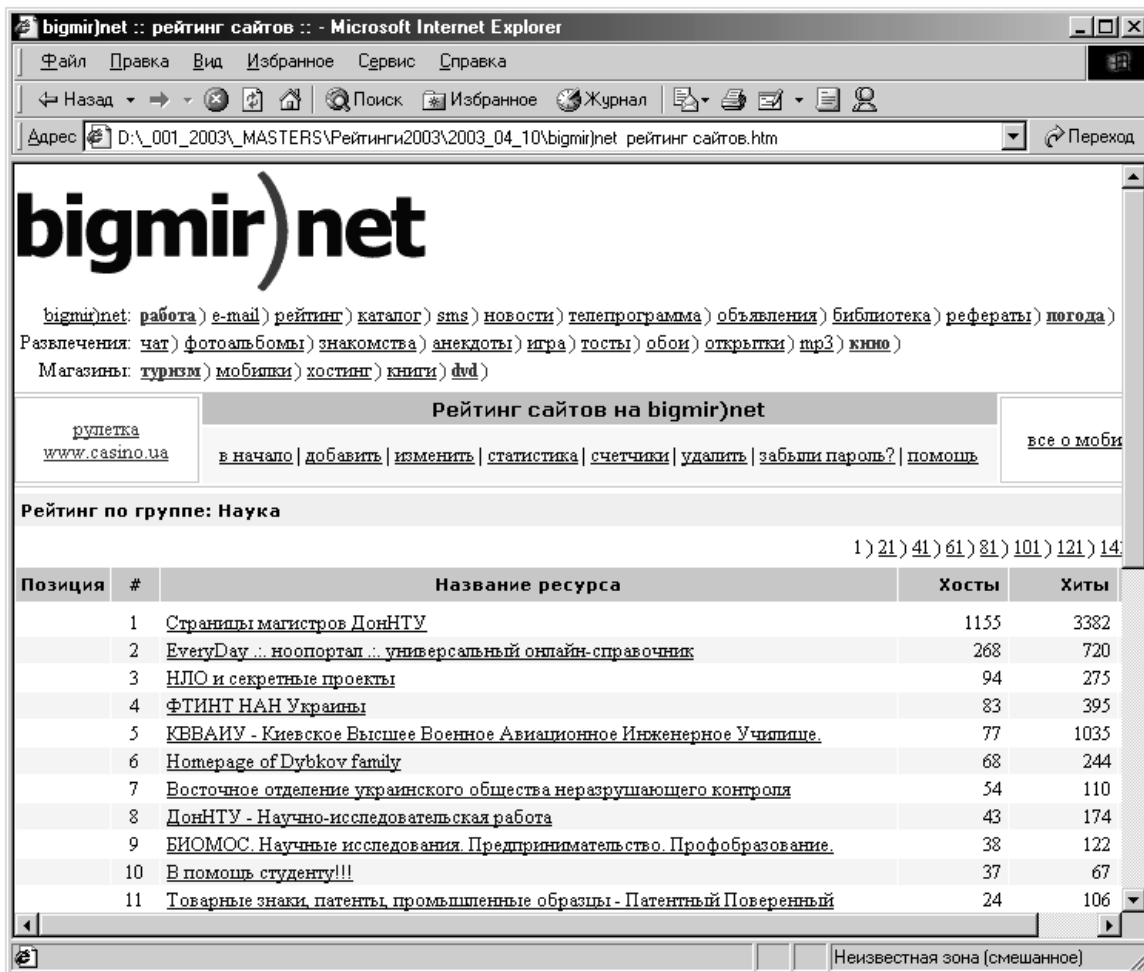 bigmir)net :: рейтинг сайтов :: - Microsoft Internet Explorer
Файл Правка Вид Избранное Сервис Справка
Назад Поиск Избранное Журнал
Адрес D:\_001_2003\_MASTERS\Рейтинги2003\2003_04_10\bigmir)net рейтинг сайтов.htm Переход
bigmir)net
bigmir)net: работа ) e-mail ) рейтинг ) каталог ) sms ) новости ) телепрограмма ) объявления ) библиотека ) рефераты ) погода )
Развлечения: чат ) фотоальбомы ) знакомства ) анекдоты ) игра ) тосты ) обои ) открытки ) mp3 ) кино )
Магазины: туризм ) мобилки ) хостинг ) книги ) dvd )
Рейтинг сайтов на bigmir)net
рулетка
www.casino.ua
в начало | добавить | изменить | статистика | счетчики | удалить | забыли пароль? | помощь
все о моби
Рейтинг по группе: Наука
1 ) 21 ) 41 ) 61 ) 81 ) 101 ) 121 ) 14
Позиция # Название ресурса Хосты Хиты
1 Страницы магистров ДонНТУ 1155 3382
2 EveryDay .:. ноопортал .:. универсальный онлайн-справочник 268 720
3 НЛО и секретные проекты 94 275
4 ФТИНТ НАН Украины 83 395
5 КВВАИУ - Киевское Высшее Военное Авиационное Инженерное Училище. 77 1035
6 Homepage of Dybkov family 68 244
7 Восточное отделение украинского общества неразрушающего контроля 54 110
8 ДонНТУ - Научно-исследовательская работа 43 174
9 БИОМОС. Научные исследования. Предпринимательство. Профобразование. 38 122
10 В помощь студенту!!! 37 67
11 Товарные знаки, патенты, промышленные образцы - Патентный Поверенный 24 106
Неизвестная зона (смешанное)